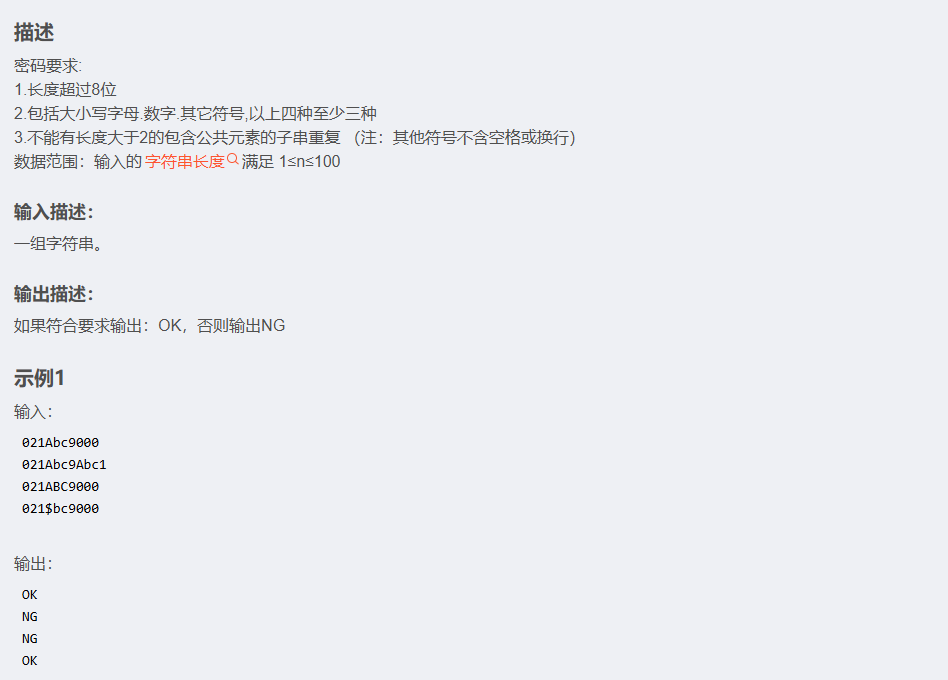 描述
密码要求:
1.长度超过8位
2.包括大小写字母.数字.其它符号,以上四种至少三种
3.不能有长度大于2的包含公共元素的子串重复 （注：其他符号不含空格或换行）
数据范围：输入的 字符串长度 满足 1≤n≤100
输入描述：
一组字符串。
输出描述：
如果符合要求输出：OK，否则输出NG
示例1
输入：
021Abc9000
021Abc9Abc1
021ABC9000
021$bc9000
输出：
OK
NG
NG
OK